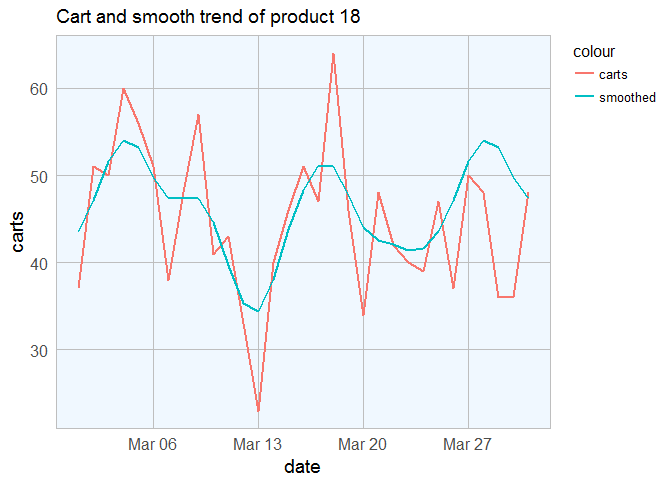 Cart and smooth trend of product 18
colour
carts
smoothed
60
50
40
30
carts
Mar 06
Mar 13
Mar 20
Mar 27
date